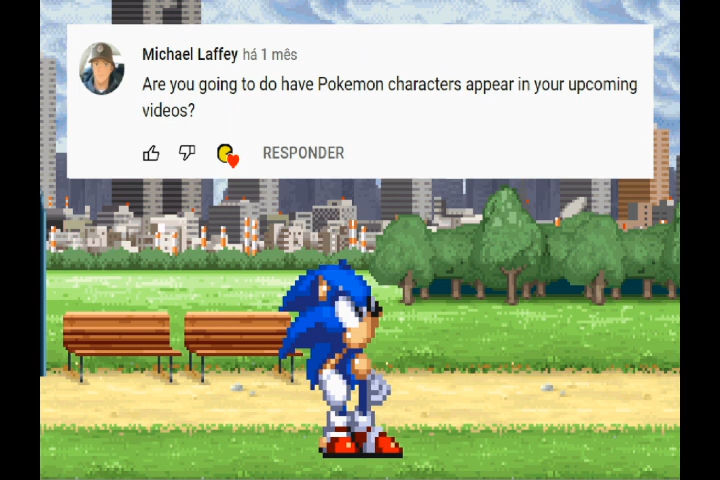 Michael Laffey há 1 mês
Are you going to do have Pokemon characters appear in your upcoming
videos?
RESPONDER